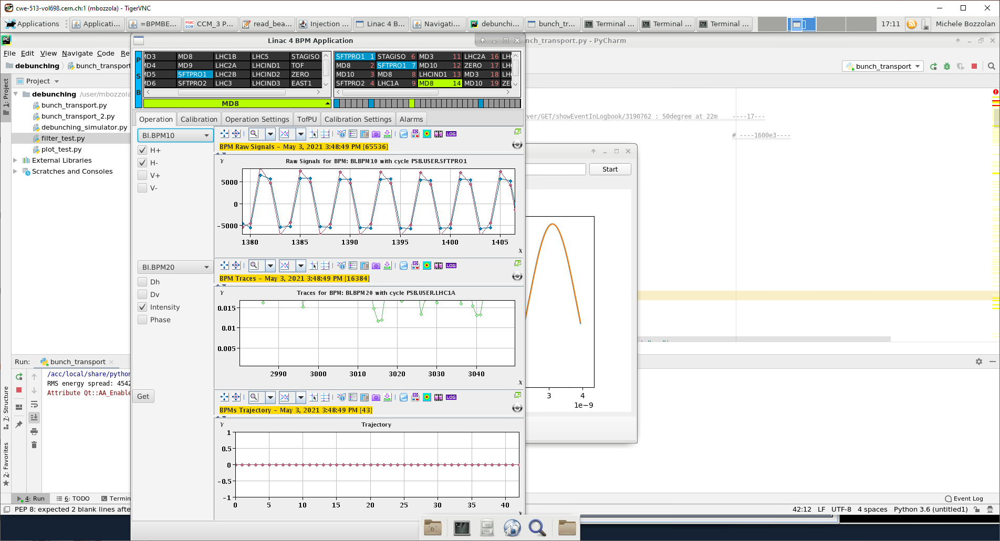 cwe-513-vol698.cern.ch:1 (mbozzola) - TigerVNC
Applications
Applicati...
=BPMBE...
CCM_3 P...
read_bea...
Injection ...
Linac 4 B...
Navigati...
debunchi...
bunch_tr...
Terminal ...
Terminal ...
Terminal ...
17:11
Michele Bozzolan
Linac 4 BPM Application
nch_transport.py - PyCharm
File Edit View Navigate Code Re
debunching bunch_transport
bunch_transport
P S B
MD3 MD8 LHC1B LHC5 STAGISO
MD4 MD9 LHC2A LHCIND1 TOF
MD5 SFTPRO1 LHC2B LHCIND2 ZERO
MD6 SFTPRO2 LHC3 LHCIND3 EAST1
SFTPRO1 1 STAGISO 6 MD3 11 LHC2A 16 LH
MD8 2 SFTPRO1 7 MD10 12 ZERO 17 LH
MD10 3 MD8 8 LHCIND1 13 MD3 18 LH
SFTPRO2 4 LHC1A 9 MD8 14 MD10 19 ZE
MD8
Project
debunching /user/mbozzola
bunch_transport.py
bunch_transport_2.py
debunching_simulator.py
filter_test.py
plot_test.py
External Libraries
Scratches and Consoles
1: Project
Operation Calibration Operation Settings TofPU Calibration Settings Alarms
ver/GET/showEventInLogbook/3190762 : 50degree at 22m ----17---
# ----1600e3----
BI.BPM10
H+
H-
V+
V-
LOG
BPM Raw Signals - May 3, 2021 3:48:49 PM [65536]
Y
Raw Signals for BPM: BI.BPM10 with cycle PSB.USER.SFTPRO1
5000
0
-5000
1380 1385 1390 1395 1400 1405
X
Start
BI.BPM20
Dh
Dv
Intensity
Phase
LOG
BPM Traces - May 3, 2021 3:48:49 PM [16384]
Y
Traces for BPM: BI.BPM20 with cycle PSB.USER.LHC1A
0.015
0.01
0.005
2990 3000 3010 3020 3030 3040
X
Get
LOG
BPMs Trajectory - May 3, 2021 3:48:49 PM [43]
Y
Trajectory
1
0.5
0
-0.5
-1
0 5 10 15 20 25 30 35 40
3 4
1e-9
Run: bunch_transport
/acc/local/share/python
RMS energy spread: 4542
Attribute Qt::AA_Enable
7: Structure
2: Favorites
4: Run 6: TODO Termin
Event Log
PEP 8: expected 2 blank lines afte
42:12 LF UTF-8 4 spaces Python 3.6 (untitled1)